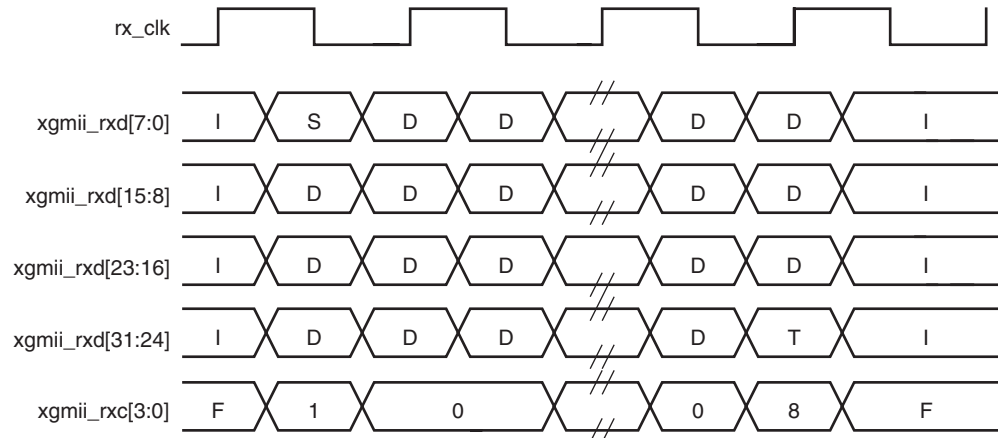 rx_clk
xgmii_rxd[7:0] I S D D D D I
xgmii_rxd[15:8] I D D D D D I
xgmii_rxd[23:16] I D D D D D I
xgmii_rxd[31:24] I D D D D T I
xgmii_rxc[3:0] F 1 0 0 8 F